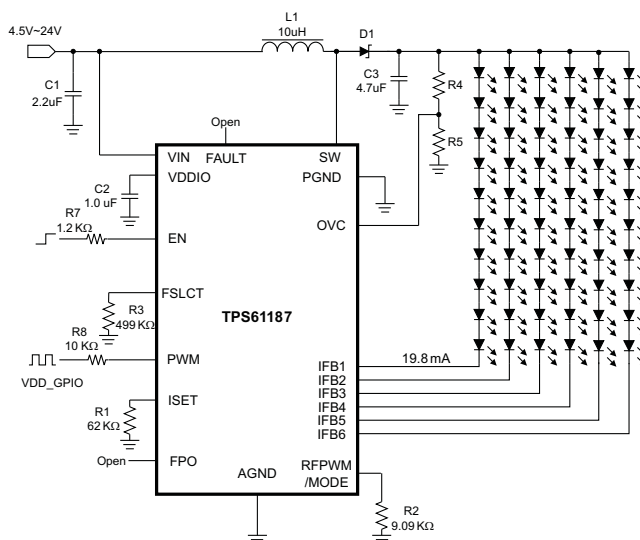 L1
10uH
D1
4.5V~24V
C1
2.2uF
C3
4.7uF
R4
R5
Open
VIN
FAULT
SW
VDDIO
PGND
C2
1.0 uF
R7
1.2 KΩ
EN
OVC
FSLCT
R3
499 KΩ
TPS61187
R8
10 KΩ
PWM
VDD_GPIO
IFB1
19.8 mA
IFB2
IFB3
IFB4
IFB5
IFB6
ISET
R1
62 KΩ
Open
FPO
AGND
RFPWM
/MODE
R2
9.09 KΩ